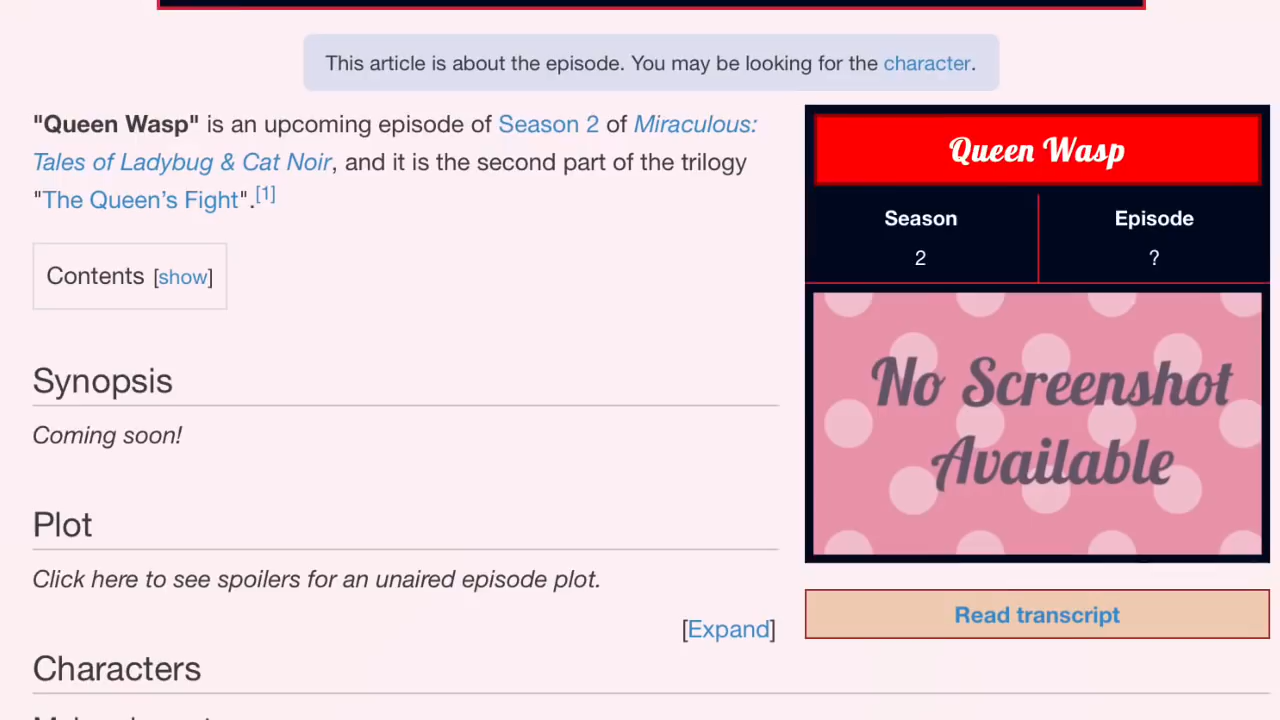 This article is about the episode. You may be looking for the character.
"Queen Wasp" is an upcoming episode of Season 2 of Miraculous:
Tales of Ladybug & Cat Noir, and it is the second part of the trilogy
"The Queen’s Fight".[1]
Contents [show]
Synopsis
Coming soon!
Plot
Click here to see spoilers for an unaired episode plot.
[Expand]
Characters
Queen Wasp
Season Episode
2 ?
No Screenshot
Available
Read transcript